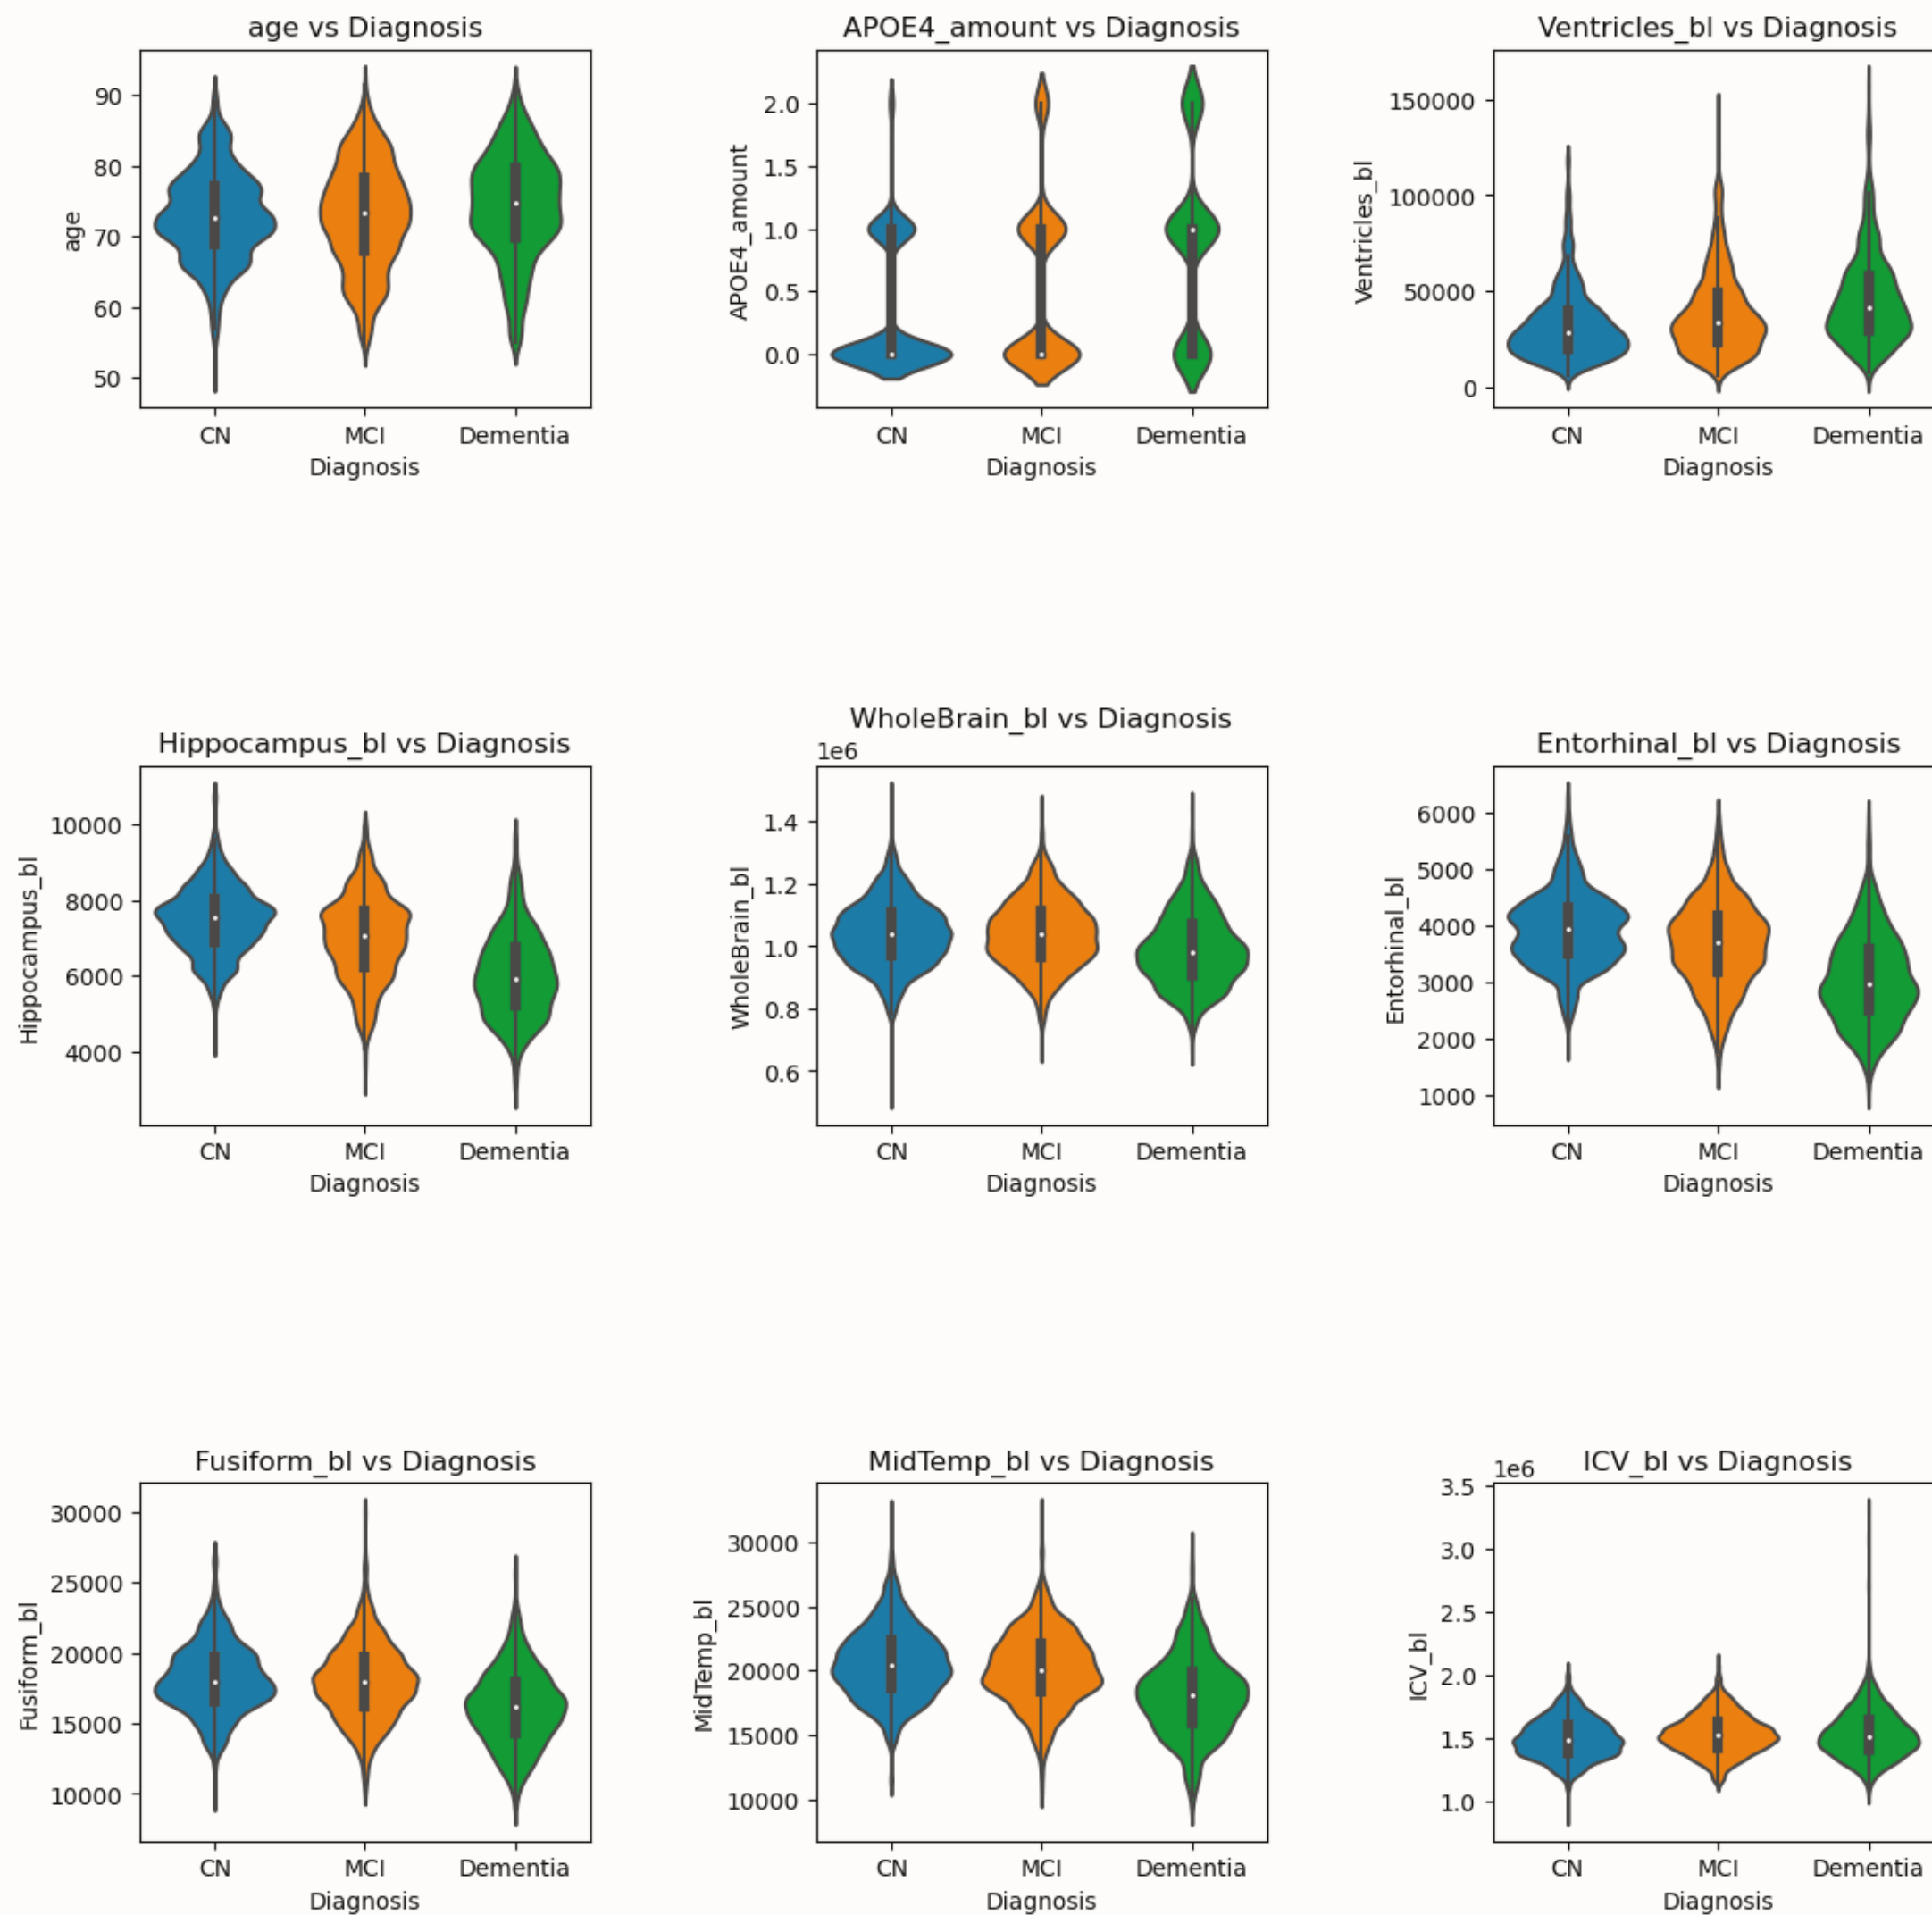 age vs Diagnosis
90
80
70
60
50
age
CN MCI Dementia
Diagnosis
APOE4_amount vs Diagnosis
2.0
1.5
1.0
0.5
0.0
APOE4_amount
CN MCI Dementia
Diagnosis
Ventricles_bl vs Diagnosis
150000
100000
50000
0
Ventricles_bl
CN MCI Dementia
Diagnosis
Hippocampus_bl vs Diagnosis
10000
8000
6000
4000
Hippocampus_bl
CN MCI Dementia
Diagnosis
WholeBrain_bl vs Diagnosis
1e6
1.4
1.2
1.0
0.8
0.6
WholeBrain_bl
CN MCI Dementia
Diagnosis
Entorhinal_bl vs Diagnosis
6000
5000
4000
3000
2000
1000
Entorhinal_bl
CN MCI Dementia
Diagnosis
Fusiform_bl vs Diagnosis
30000
25000
20000
15000
10000
Fusiform_bl
CN MCI Dementia
Diagnosis
MidTemp_bl vs Diagnosis
30000
25000
20000
15000
10000
MidTemp_bl
CN MCI Dementia
Diagnosis
ICV_bl vs Diagnosis
1e6
3.5
3.0
2.5
2.0
1.5
1.0
ICV_bl
CN MCI Dementia
Diagnosis